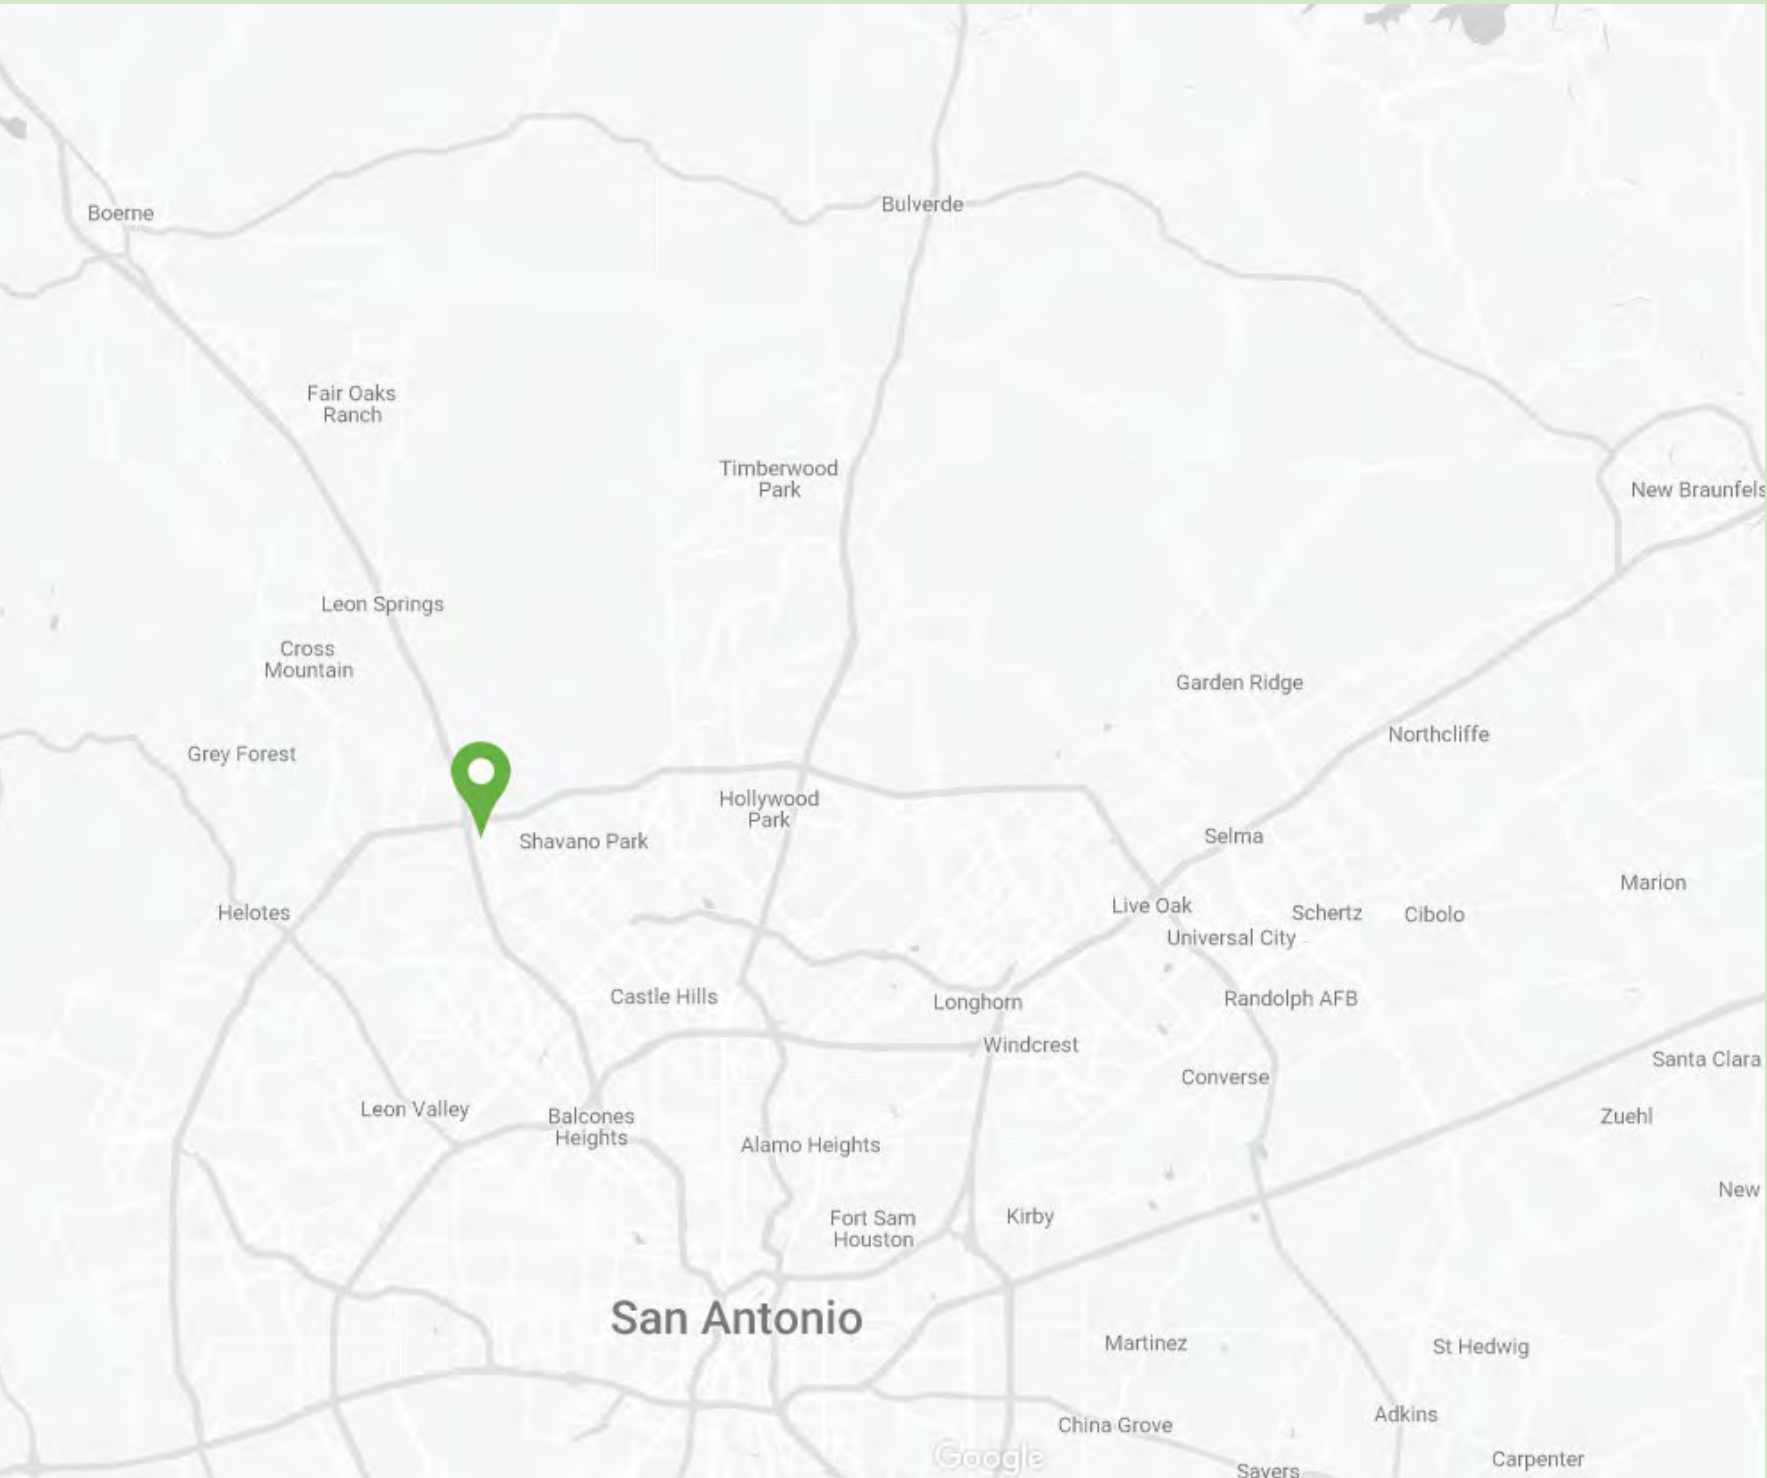 Boerne
Bulverde
Fair Oaks
Ranch
Timberwood
Park
New Braunfels
Leon Springs
Cross
Mountain
Garden Ridge
Northcliffe
Grey Forest
Hollywood
Park
Shavano Park
Selma
Marion
Helotes
Live Oak
Schertz
Cibolo
Universal City
Castle Hills
Longhorn
Randolph AFB
Windcrest
Santa Clara
Converse
Leon Valley
Balcones
Heights
Zuehl
Alamo Heights
New
Fort Sam
Houston
Kirby
San Antonio
Martinez
St Hedwig
Adkins
China Grove
Google
Carpenter
Sayers